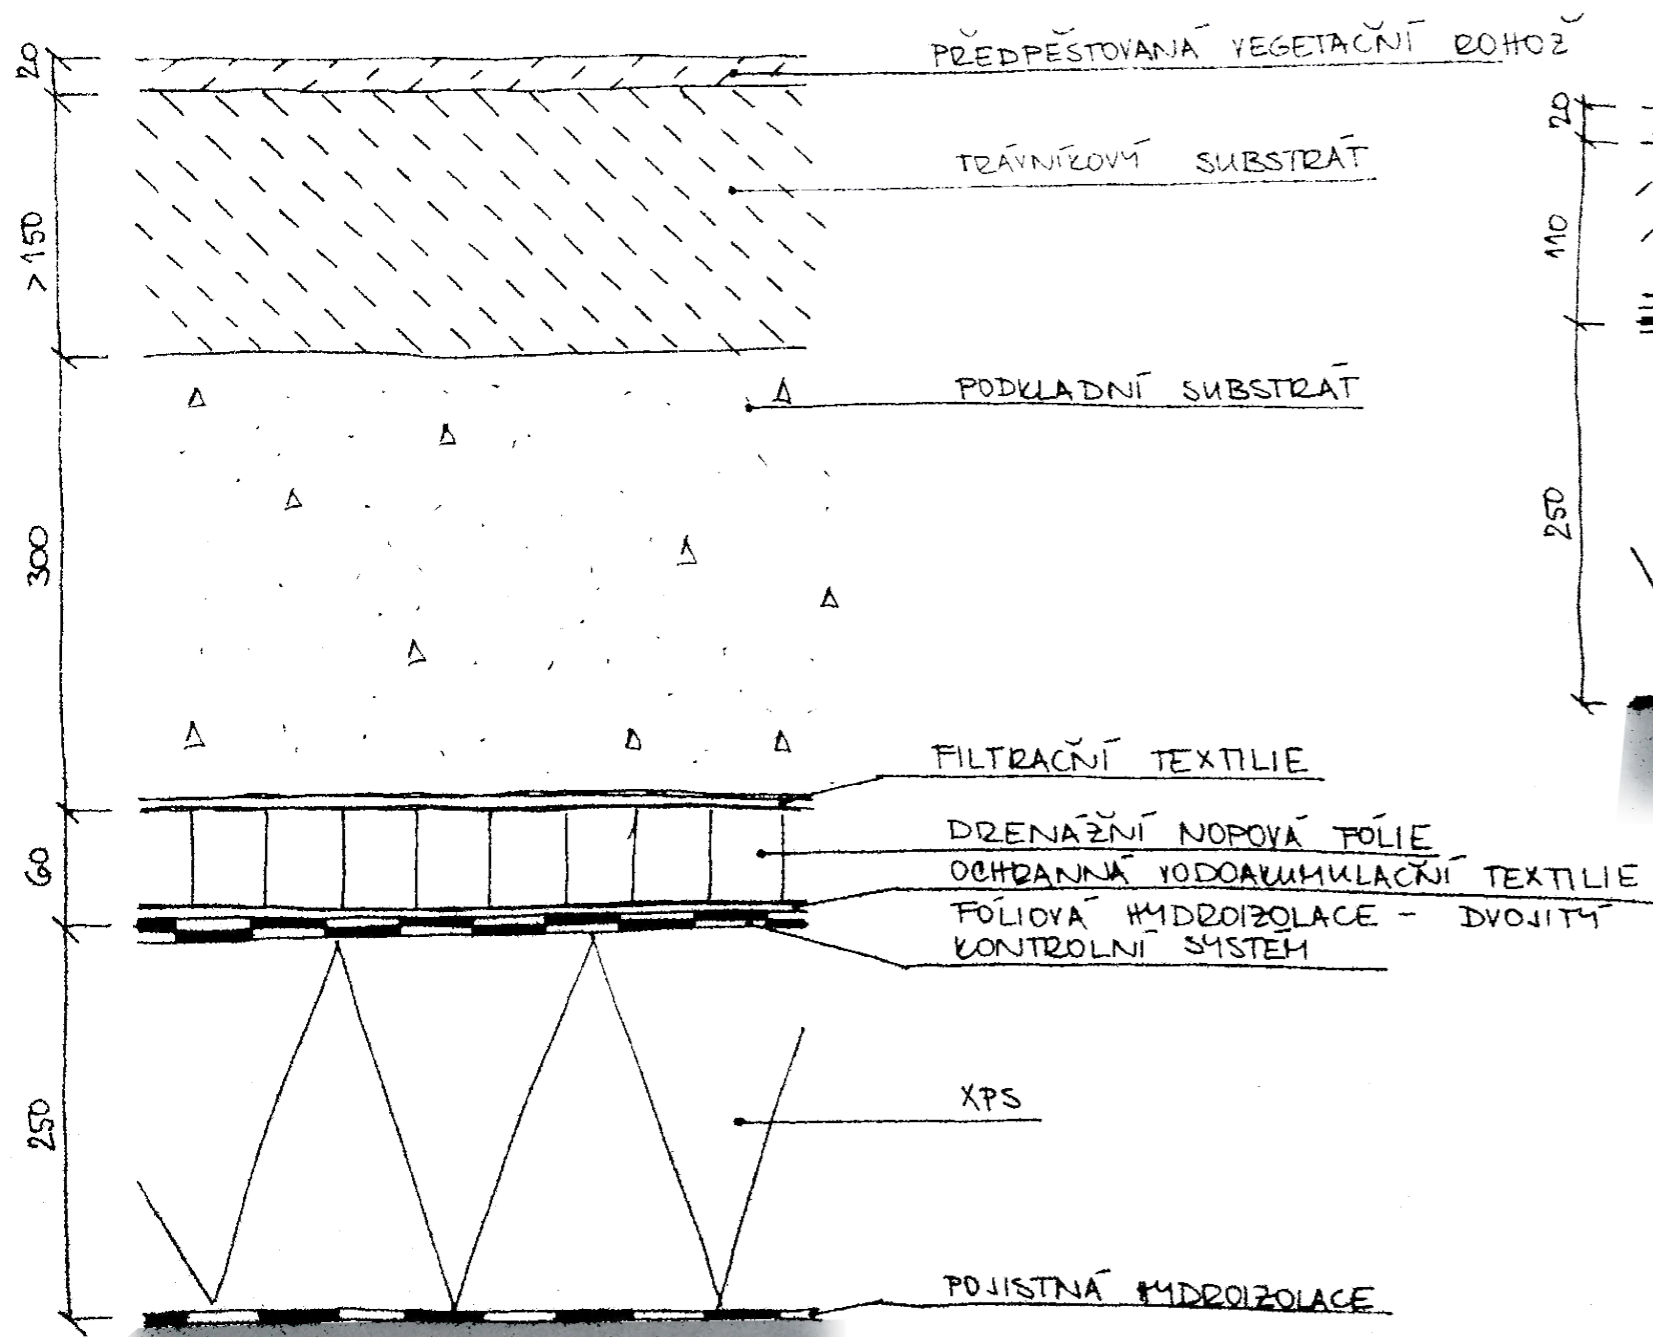 PŘEDPĚSTOVANÁ VEGETAČNÍ ROHOŽ
TRÁVNÍKOVÝ SUBSTRÁT
PODKLADNÍ SUBSTRÁT
FILTRAČNÍ TEXTILIE
DRENÁŽNÍ NOPOVÁ FÓLIE
OCHRANNÁ VODOAKUMULAČNÍ TEXTILIE
FÓLIOVÁ HYDROIZOLACE - DVOJITÝ
KONTROLNÍ SYSTÉM
XPS
POJISTNÁ HYDROIZOLACE
20
>150
300
60
250
20
110
250